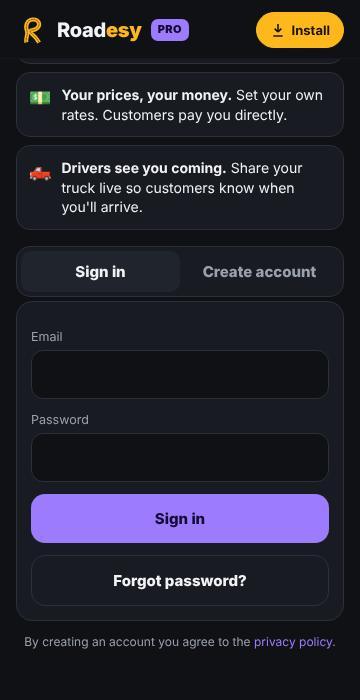 Roadesy PRO Install
Your prices, your money. Set your own
rates. Customers pay you directly.
Drivers see you coming. Share your
truck live so customers know when
you'll arrive.
Sign in Create account
Email
Password
Sign in
Forgot password?
By creating an account you agree to the privacy policy.